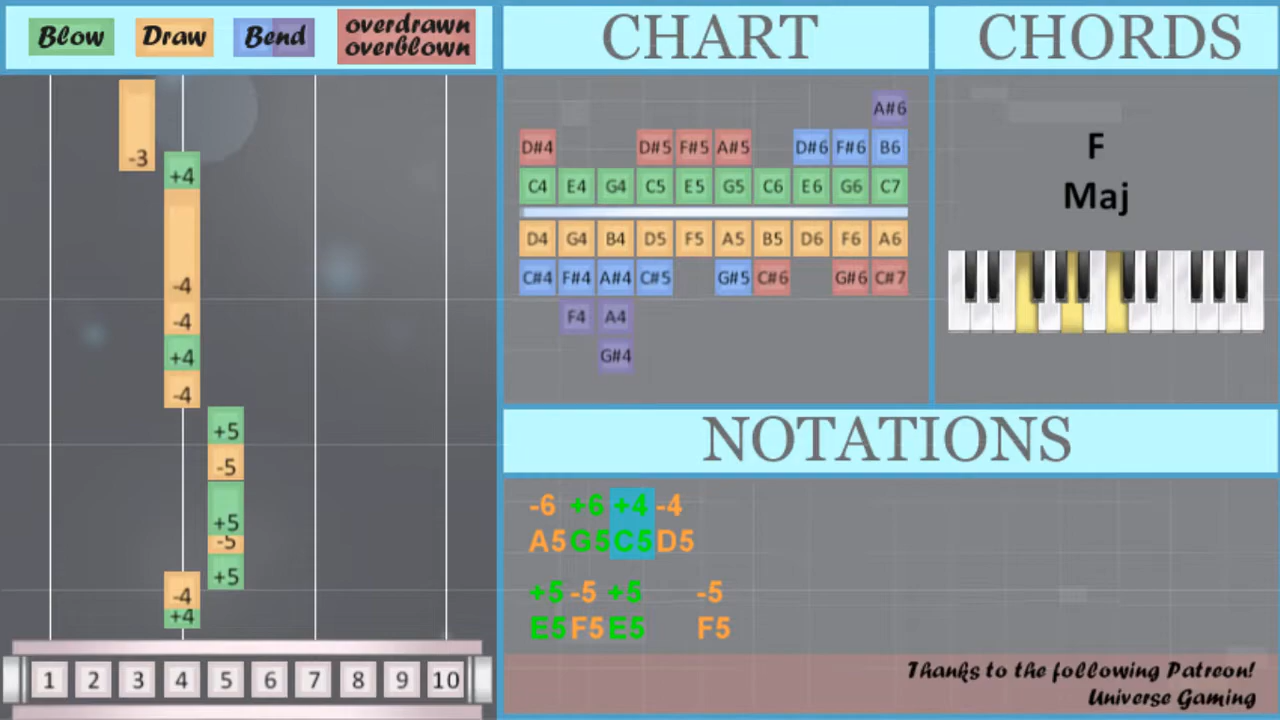 Blow Draw Bend overdrawn
overblown
CHART
CHORDS
-3
+4
-4
-4
+4
-4
+5
-5
+5
-5
+5
-4
+4
1 2 3 4 5 6 7 8 9 10
A#6
D#4 D#5 F#5 A#5 D#6 F#6 B6
C4 E4 G4 C5 E5 G5 C6 E6 G6 C7
D4 G4 B4 D5 F5 A5 B5 D6 F6 A6
C#4 F#4 A#4 C#5 G#5 C#6 G#6 C#7
F4 A4
G#4
F
Maj
NOTATIONS
-6 +6 +4 -4
A5 G5 C5 D5
+5 -5 +5 -5
E5 F5 E5 F5
Thanks to the following Patreon!
Universe Gaming